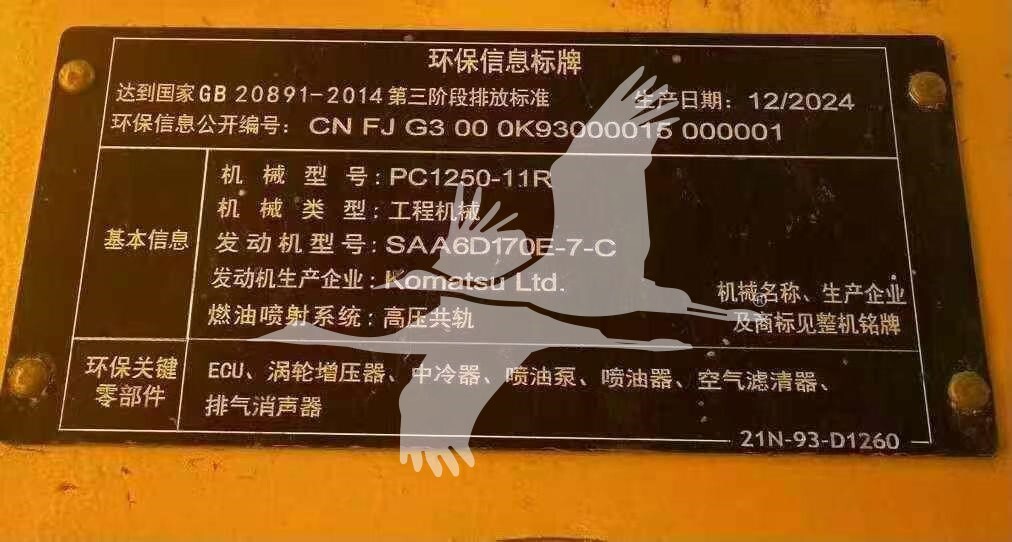 环保信息标牌
达到国家GB 20891-2014第三阶段排放标准 生产日期: 12/2024
环保信息公开编号: CN FJ G3 00 0K93000015 000001
基本信息
机械型号: PC1250-11R
机械类型: 工程机械
发动机型号: SAA6D170E-7-C
发动机生产企业: Komatsu Ltd.
燃油喷射系统: 高压共轨
机械名称、生产企业
及商标见整机铭牌
环保关键
零部件
ECU、涡轮增压器、中冷器、喷油泵、喷油器、空气滤清器、
排气消声器
21N-93-D1260